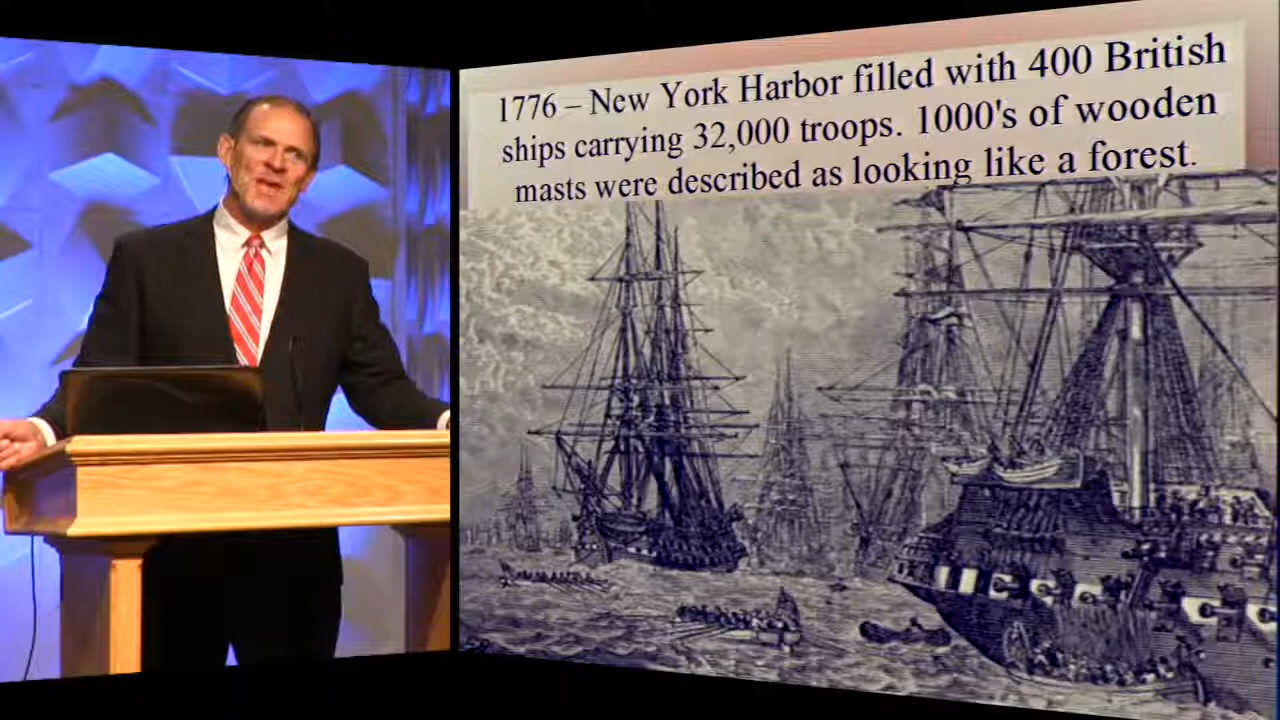 1776 – New York Harbor filled with 400 British
ships carrying 32,000 troops. 1000's of wooden
masts were described as looking like a forest.